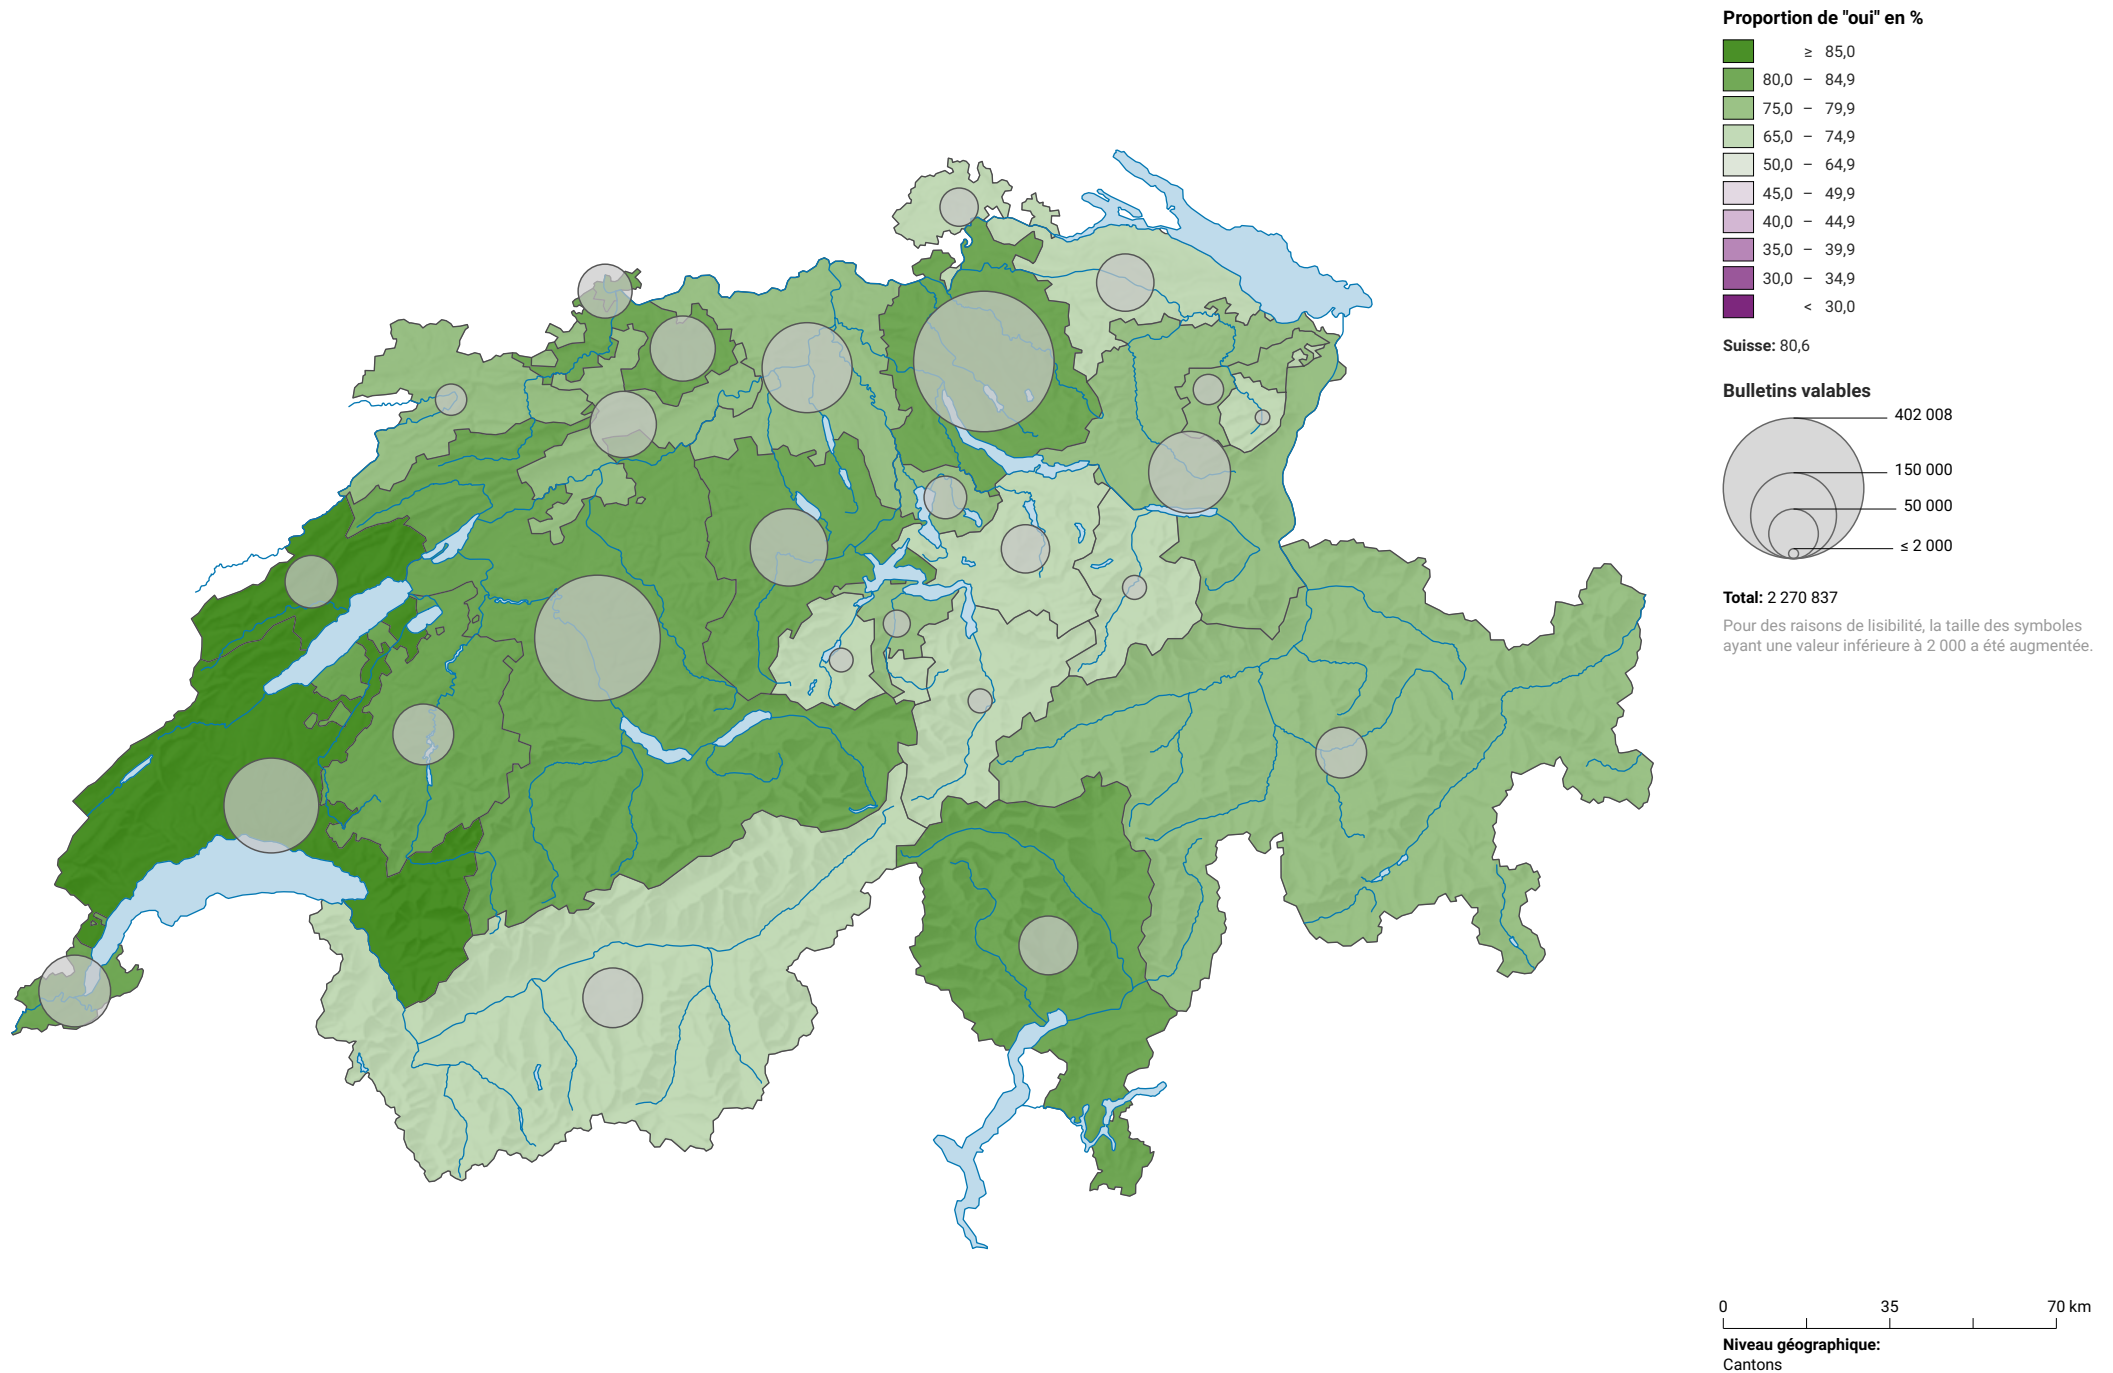 Proportion de "oui" en %
≥ 85,0
80,0 – 84,9
75,0 – 79,9
65,0 – 74,9
50,0 – 64,9
45,0 – 49,9
40,0 – 44,9
35,0 – 39,9
30,0 – 34,9
< 30,0
Suisse: 80,6
Bulletins valables
402 008
150 000
50 000
≤ 2 000
Total: 2 270 837
Pour des raisons de lisibilité, la taille des symboles
ayant une valeur inférieure à 2 000 a été augmentée.
0 35 70 km
Niveau géographique:
Cantons